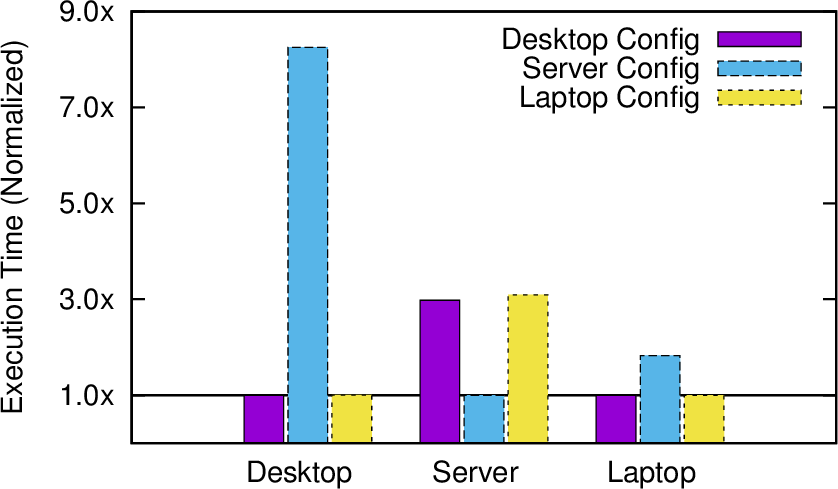 Execution Time (Normalized)
9.0x
7.0x
5.0x
3.0x
1.0x
Desktop Config
Server Config
Laptop Config
Desktop
Server
Laptop